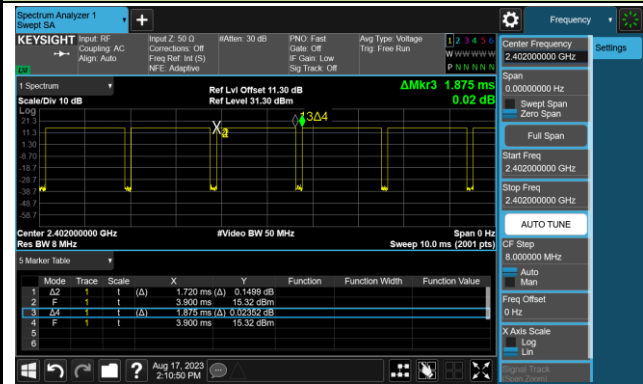 Spectrum Analyzer 1
Swept SA
Frequency
KEYSIGHT
Input: RF
Coupling: AC
Align: Auto
Input Z: 50 Ω
Corrections: Off
Freq Ref: Int (S)
NFE: Adaptive
#Atten: 30 dB
PNO: Fast
Gate: Off
IF Gain: Low
Sig Track: Off
Avg Type: Voltage
Trig: Free Run
1 2 3 4 5 6
W W W W W W
P N N N N N
Center Frequency
2.402000000 GHz
Settings
1 Spectrum
Scale/Div 10 dB
Ref Lvl Offset 11.30 dB
Ref Level 31.30 dBm
ΔMkr3 1.875 ms
0.02 dB
Span
0.00000000 Hz
Swept Span
Zero Span
Log
21.3
11.3
1.30
-8.70
-18.7
-28.7
-38.7
-48.7
-58.7
Full Span
Start Freq
2.402000000 GHz
Stop Freq
2.402000000 GHz
AUTO TUNE
Center 2.402000000 GHz
Res BW 8 MHz
#Video BW 50 MHz
Span 0 Hz
Sweep 10.0 ms (2001 pts)
CF Step
8.000000 MHz
Auto
Man
5 Marker Table
Mode Trace Scale X Y Function Function Width Function Value
1 Δ2 1 t (Δ) 1.720 ms (Δ) 0.1499 dB
2 F 1 t 3.900 ms 15.32 dBm
3 Δ4 1 t (Δ) 1.875 ms (Δ) 0.02352 dB
4 F 1 t 3.900 ms 15.32 dBm
5
6
Freq Offset
0 Hz
X Axis Scale
Log
Lin
Signal Track
(Span Zoom)
Aug 17, 2023
2:10:50 PM